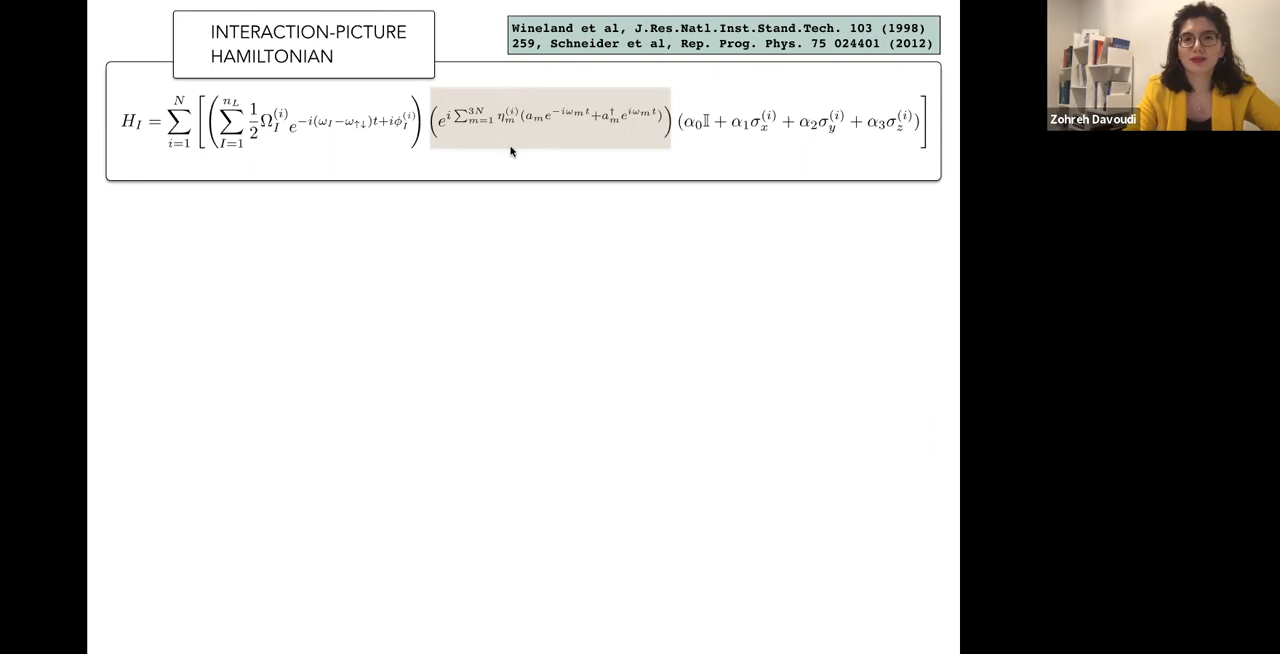 INTERACTION-PICTURE
HAMILTONIAN
Wineland et al, J.Res.Natl.Inst.Stand.Tech. 103 (1998)
259, Schneider et al, Rep. Prog. Phys. 75 024401 (2012)
H_I = \sum_{i=1}^{N} \left[ \left( \sum_{I=1}^{n_L} \frac{1}{2} \Omega_I^{(i)} e^{-i(\omega_I - \omega_{\uparrow\downarrow})t + i\phi_I^{(i)}} \right) \left( e^{i \sum_{m=1}^{3N} \eta_m^{(i)} (a_m e^{-i\omega_m t} + a_m^\dagger e^{i\omega_m t})} \right) (\alpha_0 \mathbb{I} + \alpha_1 \sigma_x^{(i)} + \alpha_2 \sigma_y^{(i)} + \alpha_3 \sigma_z^{(i)}) \right]
Zohreh Davoudi